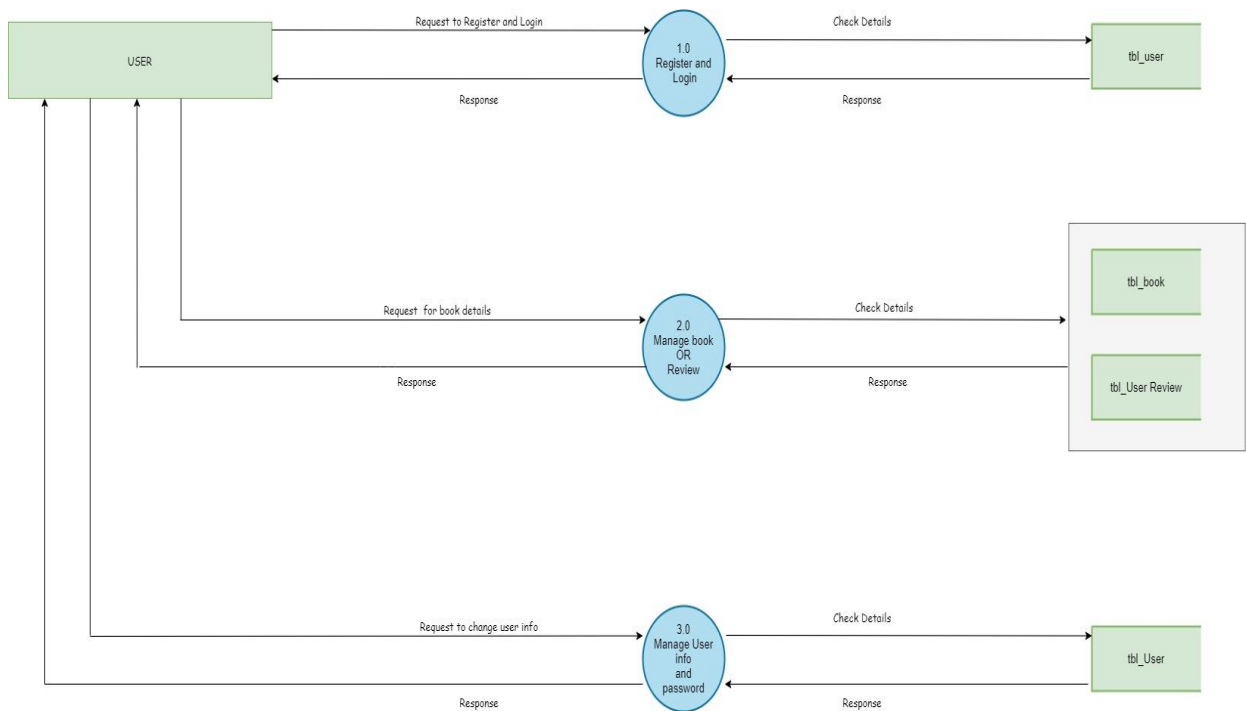 Request to Register and Login
Check Details
USER
1.0
Register and
Login
tbl_user
Response
Response
tbl_book
Request for book details
Check Details
2.0
Manage book
OR
Review
Response
Response
tbl_User Review
Request to change user info
Check Details
3.0
Manage User
info
and
password
tbl_User
Response
Response